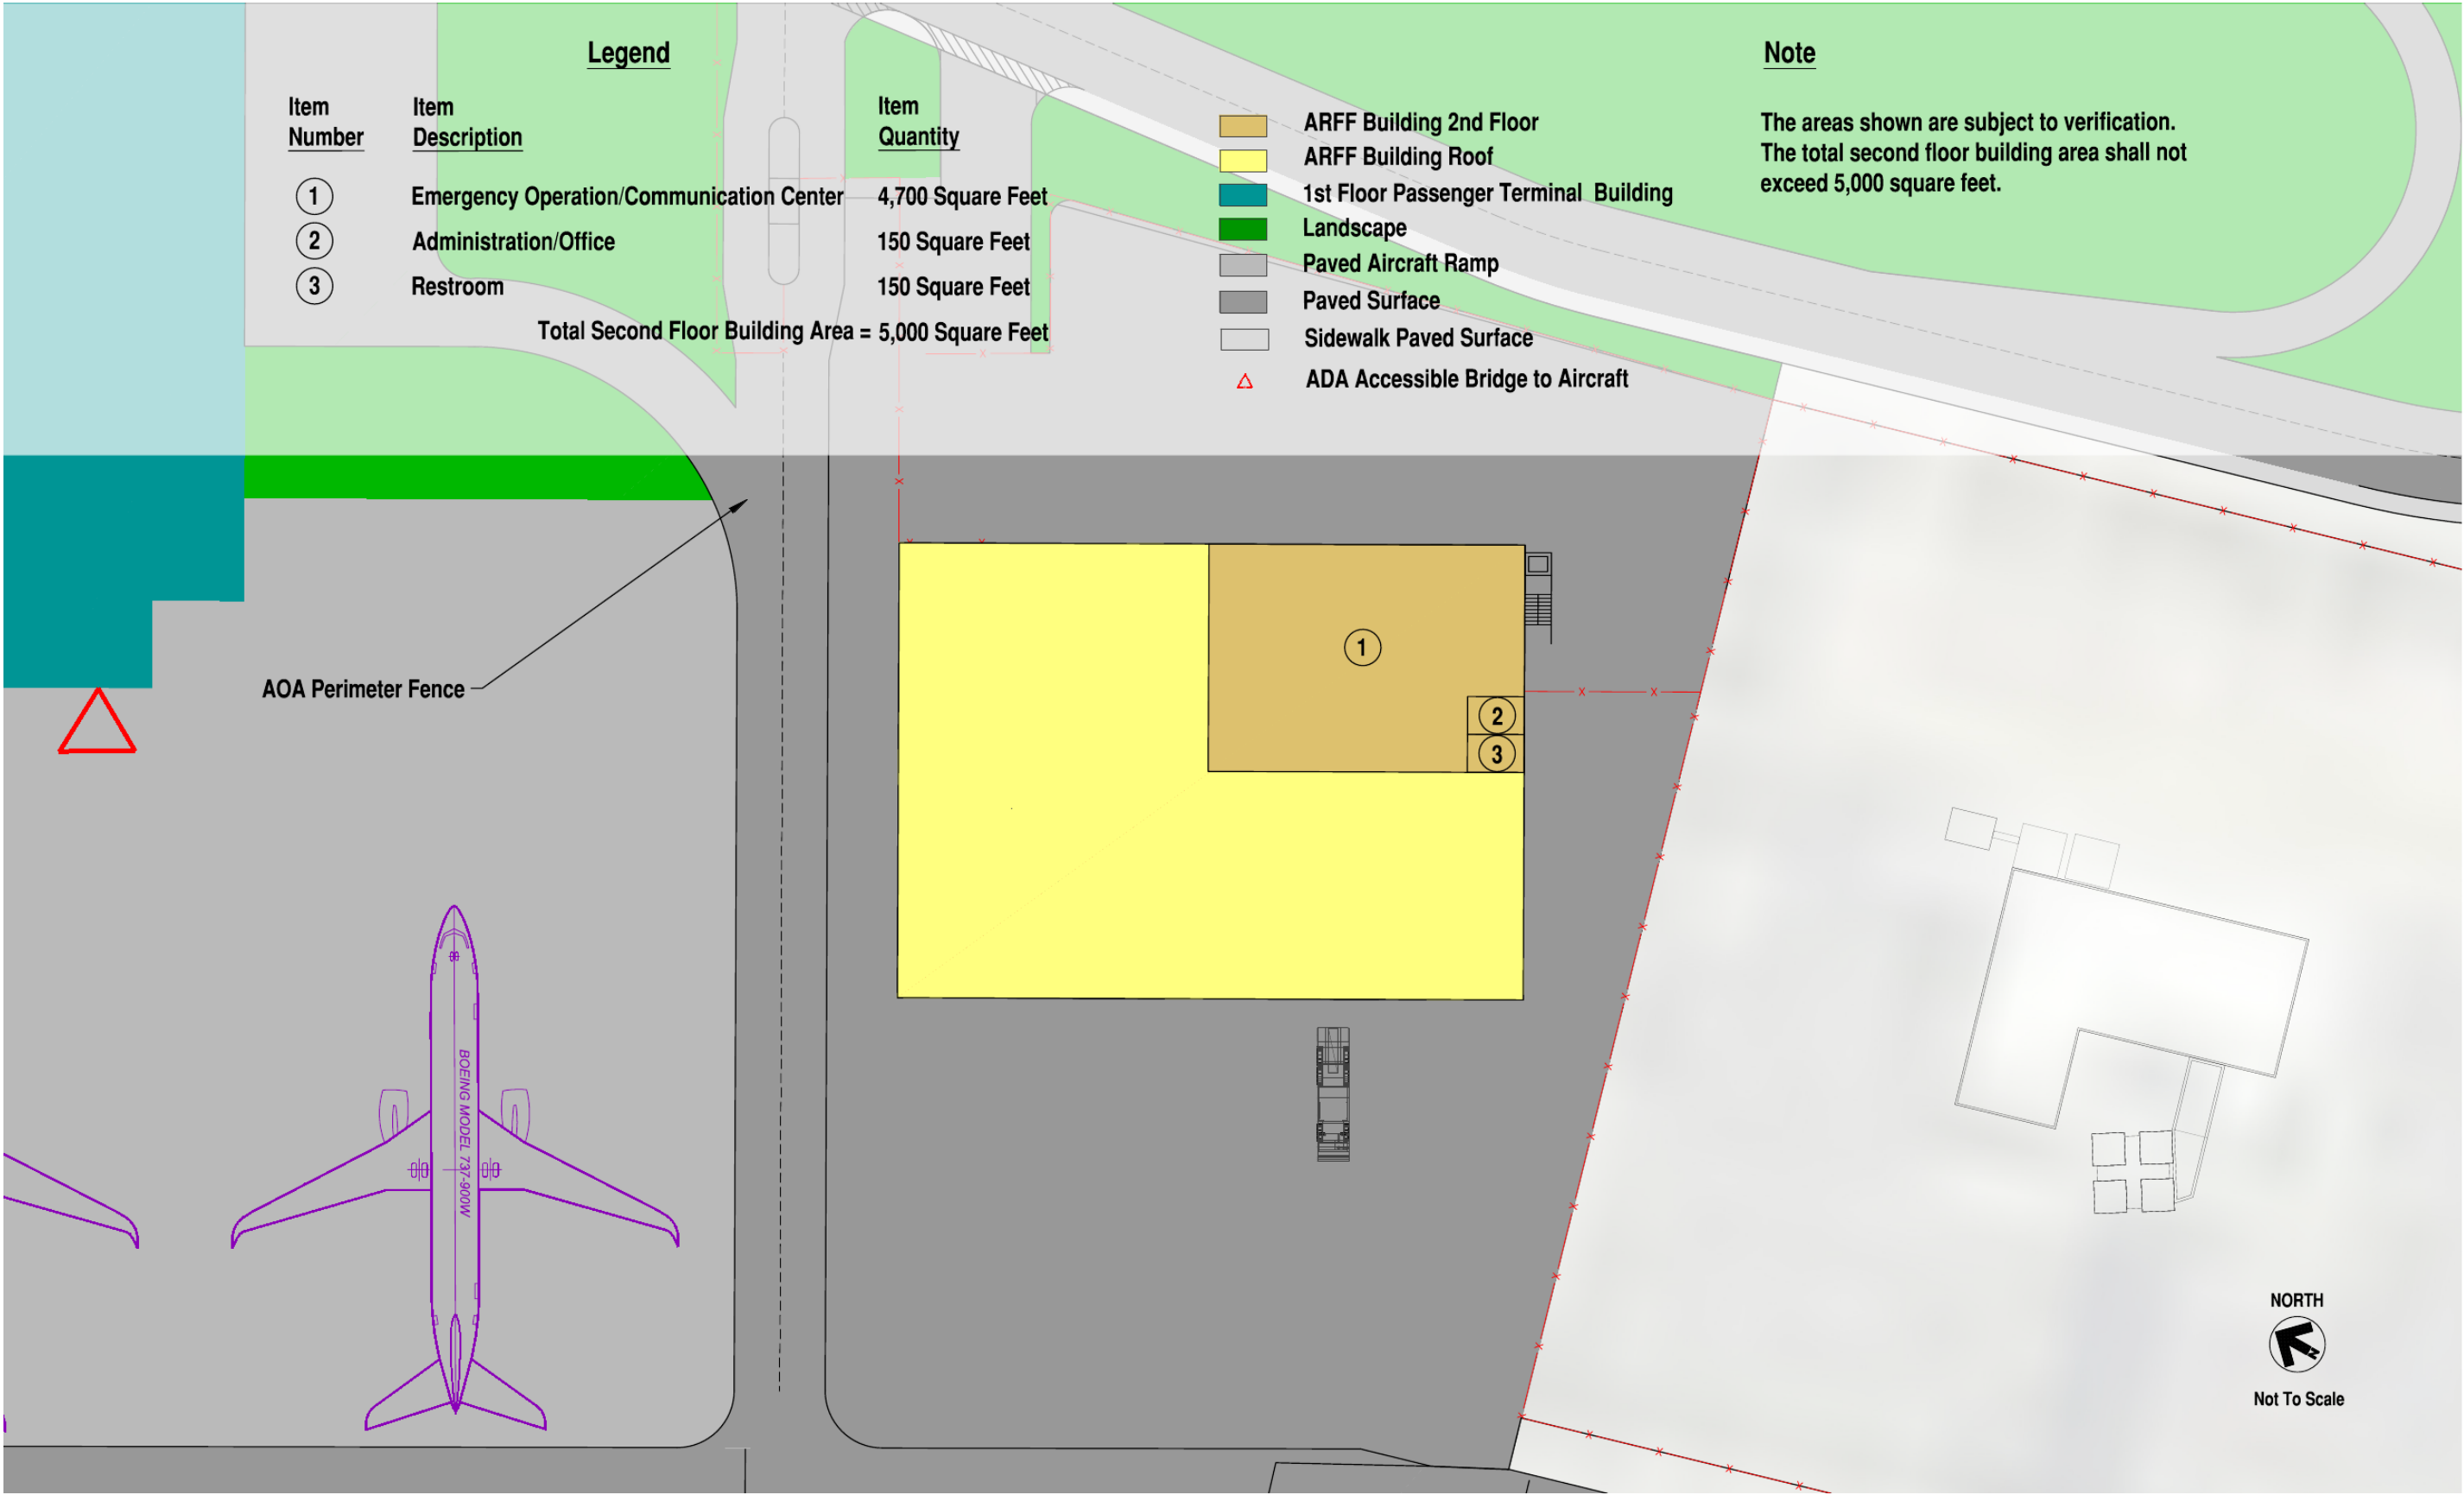 Legend
Item Number
Item Description
Item Quantity
1 Emergency Operation/Communication Center 4,700 Square Feet
2 Administration/Office 150 Square Feet
3 Restroom 150 Square Feet
Total Second Floor Building Area = 5,000 Square Feet
ARFF Building 2nd Floor
ARFF Building Roof
1st Floor Passenger Terminal Building
Landscape
Paved Aircraft Ramp
Paved Surface
Sidewalk Paved Surface
ADA Accessible Bridge to Aircraft
Note
The areas shown are subject to verification.
The total second floor building area shall not
exceed 5,000 square feet.
AOA Perimeter Fence
1
2
3
BOEING MODEL 737-900W
NORTH
N
Not To Scale